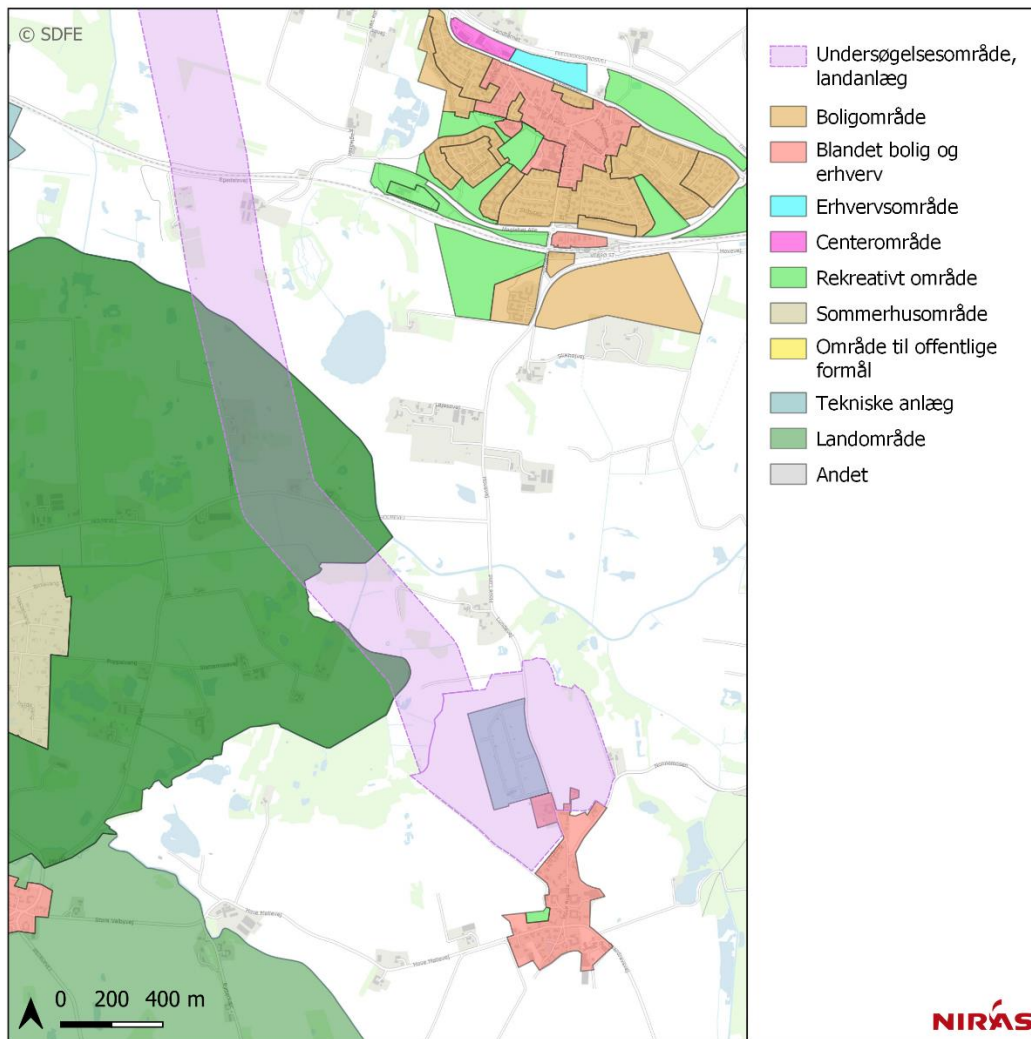 © SDFE
Undersøgelsesområde,
landanlæg
Boligområde
Blandet bolig og
erhverv
Erhvervsområde
Centerområde
Rekreativt område
Sommerhusområde
Område til offentlige
formål
Tekniske anlæg
Landområde
Andet
0 200 400 m
NIRAS